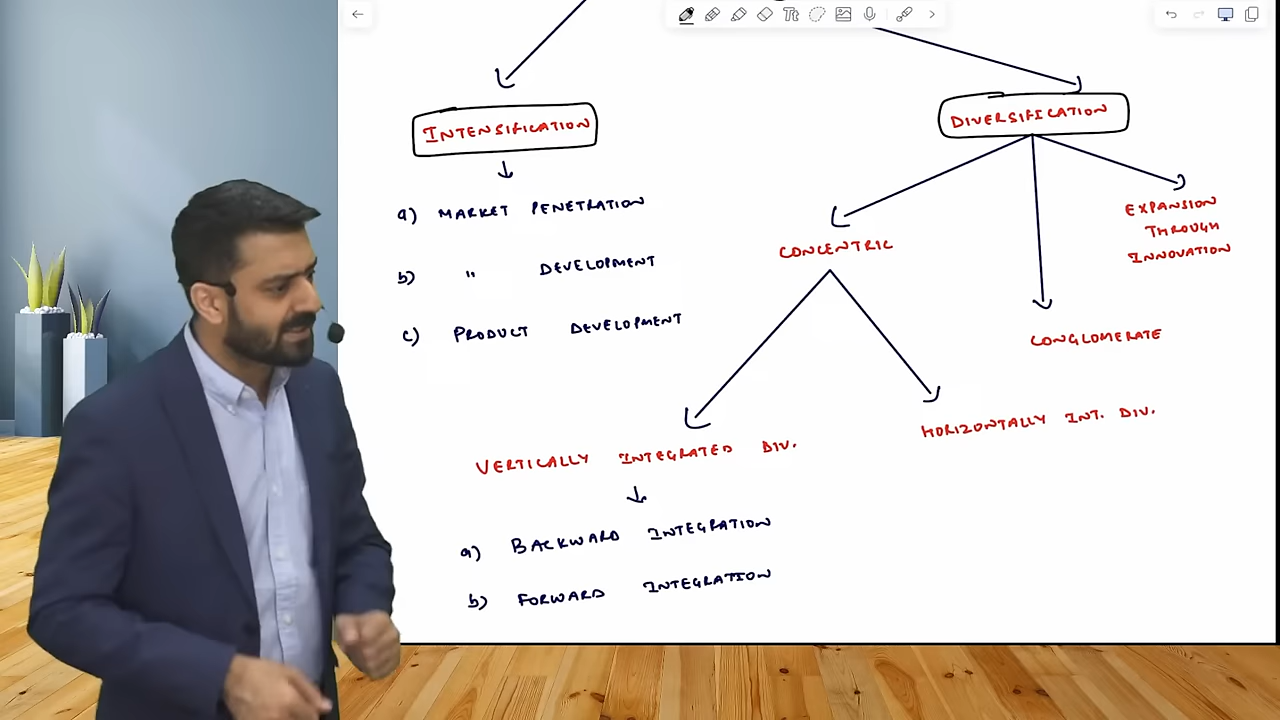 INTENSIFICATION
a) MARKET PENETRATION
b) " DEVELOPMENT
c) PRODUCT DEVELOPMENT
DIVERSIFICATION
CONCENTRIC
EXPANSION
THROUGH
INNOVATION
CONGLOMERATE
VERTICALLY INTEGRATED DIV.
HORIZONTALLY INT. DIV.
a) BACKWARD INTEGRATION
b) FORWARD INTEGRATION